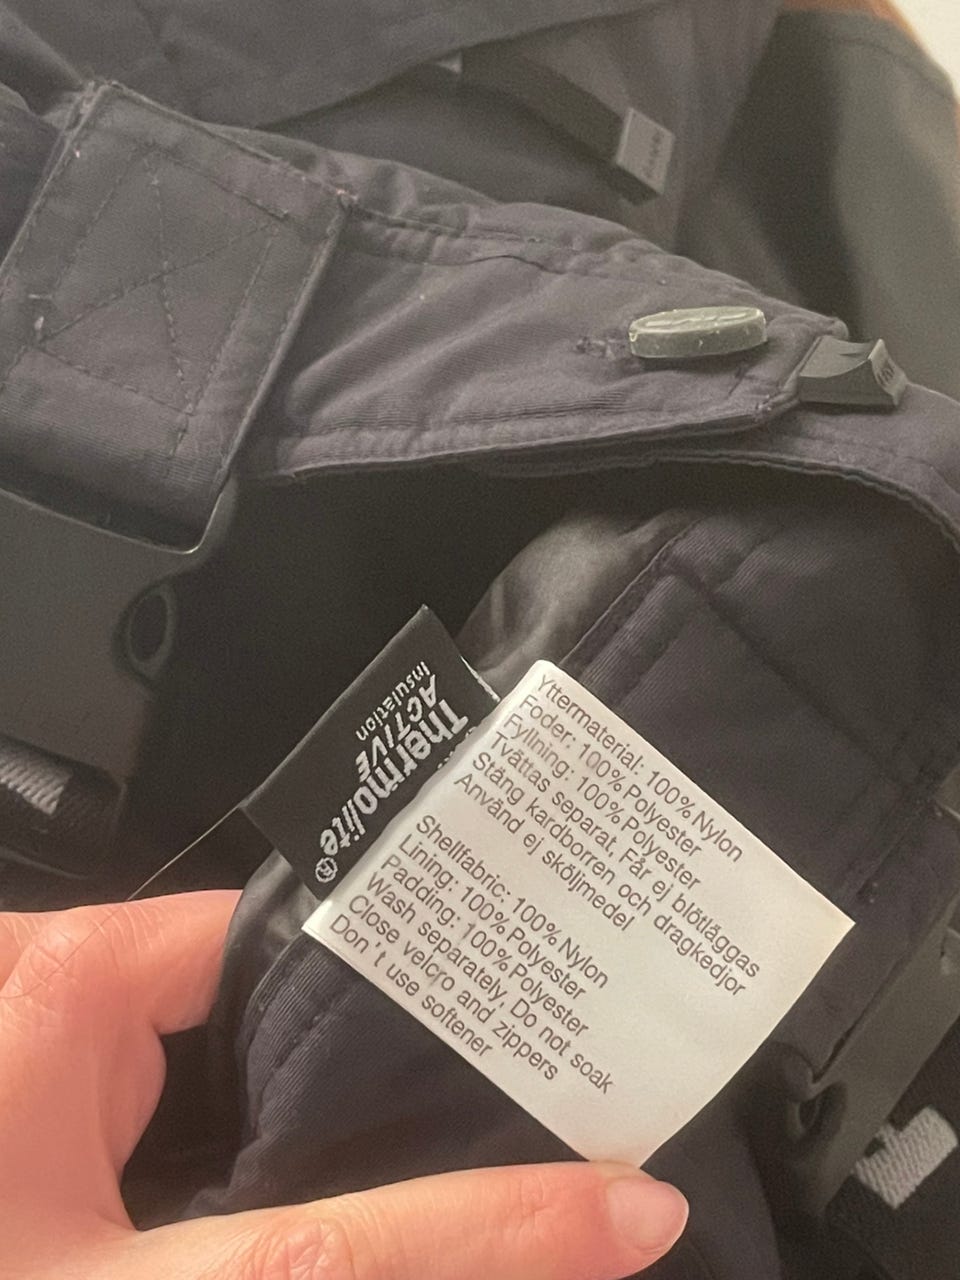 Thermolite®
ACTIVE
Insulation
Yttermaterial: 100% Nylon
Foder: 100% Polyester
Fyllning: 100% Polyester
Tvättas separat, Får ej blötläggas
Stäng kardborren och dragkedjor
Använd ej sköljmedel
Shellfabric: 100% Nylon
Lining: 100% Polyester
Padding: 100% Polyester
Wash separately, Do not soak
Close velcro and zippers
Don't use softener